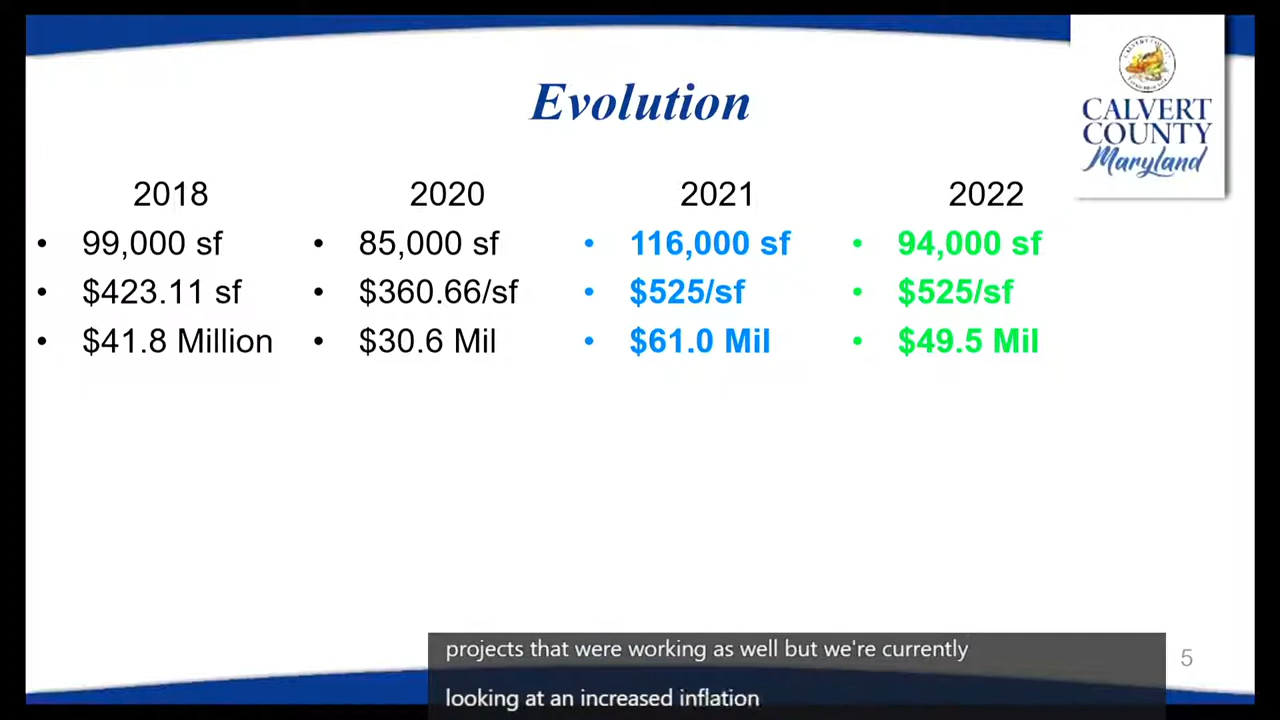 Evolution
CALVERT
COUNTY
Maryland
2018
• 99,000 sf
• $423.11 sf
• $41.8 Million
2020
• 85,000 sf
• $360.66/sf
• $30.6 Mil
2021
• 116,000 sf
• $525/sf
• $61.0 Mil
2022
• 94,000 sf
• $525/sf
• $49.5 Mil
projects that were working as well but we're currently
looking at an increased inflation
5